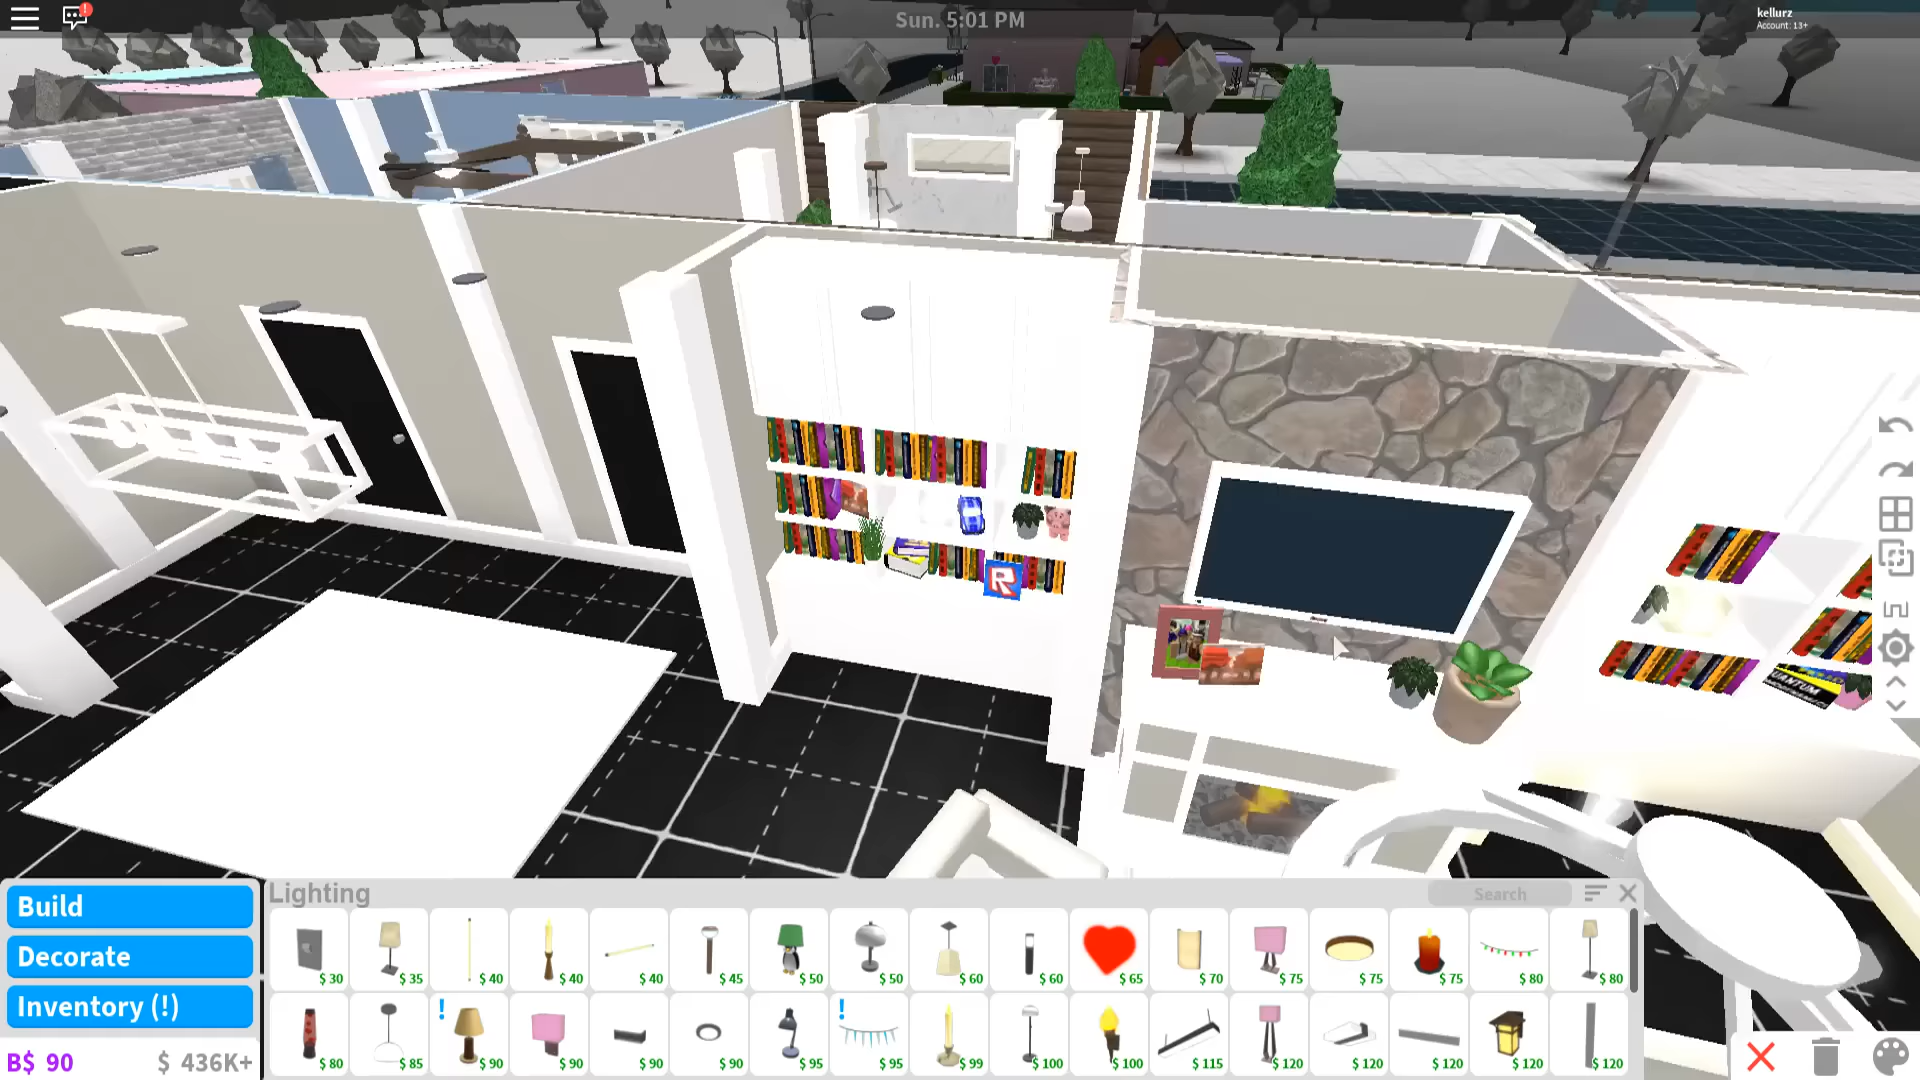 Sun. 5:01 PM
kellurz
Account: 13+
R
QUANTUM
Build
Decorate
Inventory (!)
B$ 90
$ 436K+
Lighting
Search
$ 30
$ 35
$ 40
$ 40
$ 40
$ 45
$ 50
$ 50
$ 60
$ 60
$ 65
$ 70
$ 75
$ 75
$ 75
$ 80
$ 80
$ 80
$ 85
! $ 90
$ 90
$ 90
$ 90
$ 95
! $ 95
$ 99
$ 100
$ 100
$ 115
$ 120
$ 120
$ 120
$ 120
$ 120